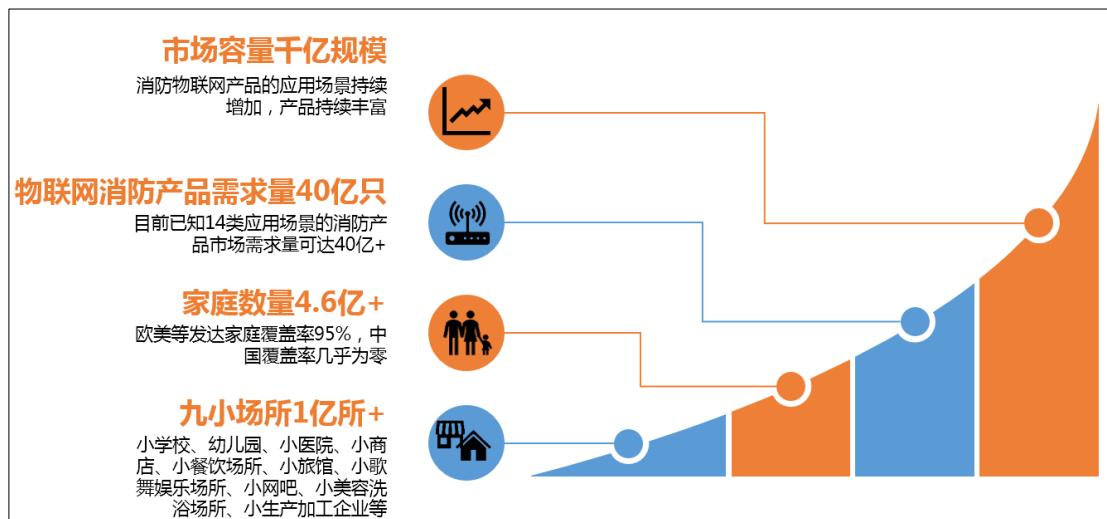 市场容量千亿规模
消防物联网产品的应用场景持续
增加，产品持续丰富
物联网消防产品需求量40亿只
目前已知14类应用场景的消防产
品市场需求量可达40亿+
家庭数量4.6亿+
欧美等发达家庭覆盖率95%，中
国覆盖率几乎为零
九小场所1亿所+
小学校、幼儿园、小医院、小商
店、小餐饮场所、小旅馆、小歌
舞娱乐场所、小网吧、小美容洗
浴场所、小生产加工企业等